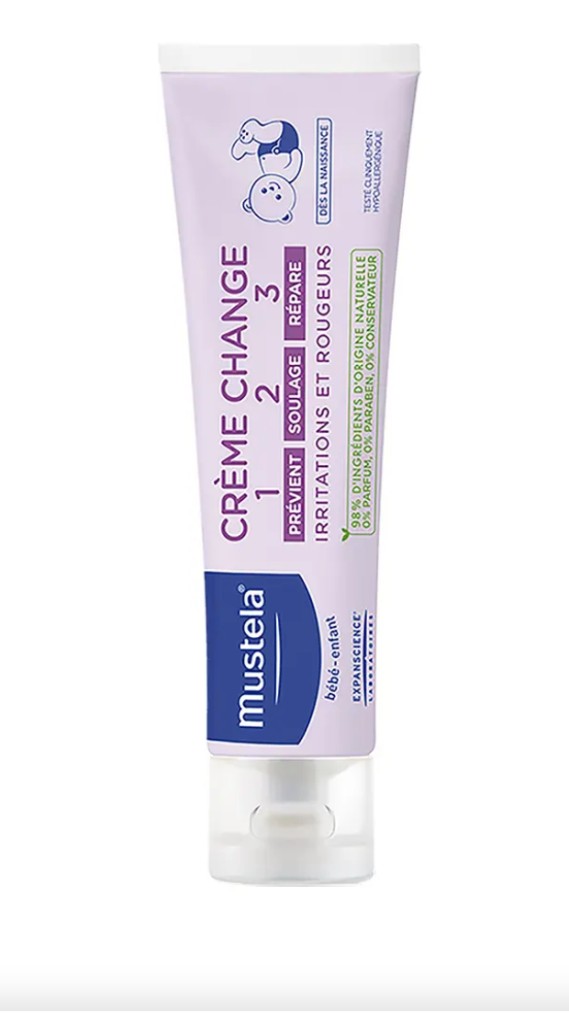 mustela®
bébé-enfant
EXPANSCIENCE®
LABORATOIRES
CRÈME CHANGE
1 2 3
PRÉVIENT SOULAGE RÉPARE
IRRITATIONS ET ROUGEURS
98% D'INGRÉDIENTS D'ORIGINE NATURELLE
0% PARFUM, 0% PARABEN, 0% CONSERVATEUR
DÈS LA NAISSANCE
TESTÉ CLINIQUEMENT
HYPOALLERGÉNIQUE